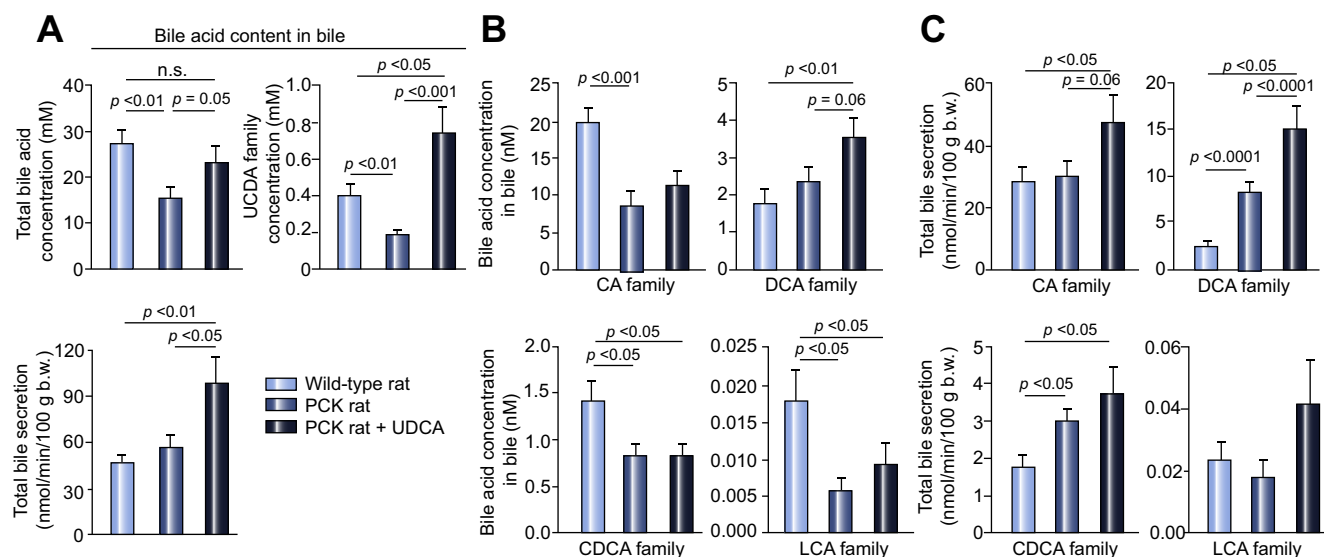 A
Bile acid content in bile
Total bile acid
concentration (mM)
40
30
20
10
0
n.s.
p <0.01
p = 0.05
UCDA family
concentration (mM)
1.0
0.8
0.6
0.4
0.2
0
p <0.05
p <0.001
p <0.01
Total bile secretion
(nmol/min/100 g b.w.)
120
90
60
30
0
p <0.01
p <0.05
Wild-type rat
PCK rat
PCK rat + UDCA
B
Bile acid concentration
in bile (nM)
25
20
15
10
5
0
p <0.001
CA family
5
4
3
2
1
0
p <0.01
p = 0.06
DCA family
Bile acid concentration
in bile (nM)
2.0
1.5
1.0
0.5
0.0
p <0.05
p <0.05
CDCA family
0.025
0.020
0.015
0.010
0.005
0.000
p <0.05
p <0.05
LCA family
C
Total bile secretion
(nmol/min/100 g b.w.)
60
40
20
0
p <0.05
p = 0.06
CA family
20
15
10
5
0
p <0.05
p <0.0001
p <0.0001
DCA family
Total bile secretion
(nmol/min/100 g b.w.)
5
4
3
2
1
0
p <0.05
p <0.05
CDCA family
0.06
0.04
0.02
0.00
LCA family